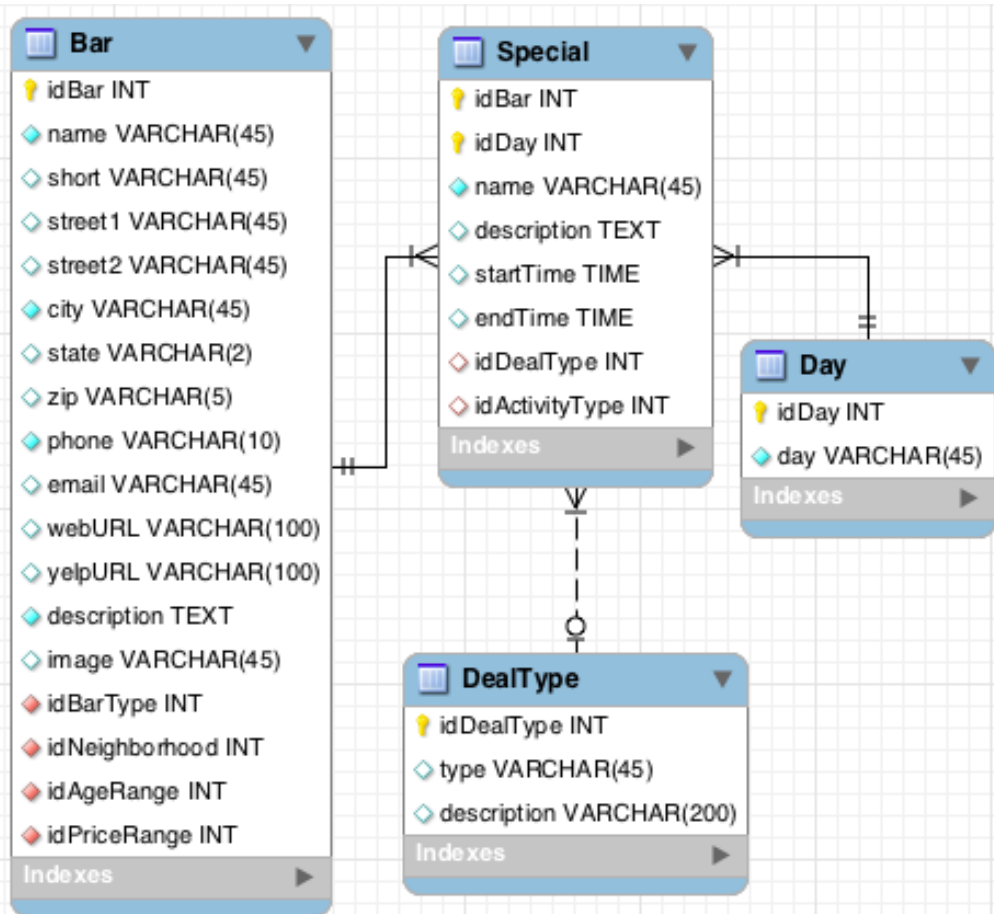 Bar
idBar INT
name VARCHAR(45)
short VARCHAR(45)
street1 VARCHAR(45)
street2 VARCHAR(45)
city VARCHAR(45)
state VARCHAR(2)
zip VARCHAR(5)
phone VARCHAR(10)
email VARCHAR(45)
webURL VARCHAR(100)
yelpURL VARCHAR(100)
description TEXT
image VARCHAR(45)
idBarType INT
idNeighborhood INT
idAgeRange INT
idPriceRange INT
Indexes
Special
idBar INT
idDay INT
name VARCHAR(45)
description TEXT
startTime TIME
endTime TIME
idDealType INT
idActivityType INT
Indexes
Day
idDay INT
day VARCHAR(45)
Indexes
DealType
idDealType INT
type VARCHAR(45)
description VARCHAR(200)
Indexes